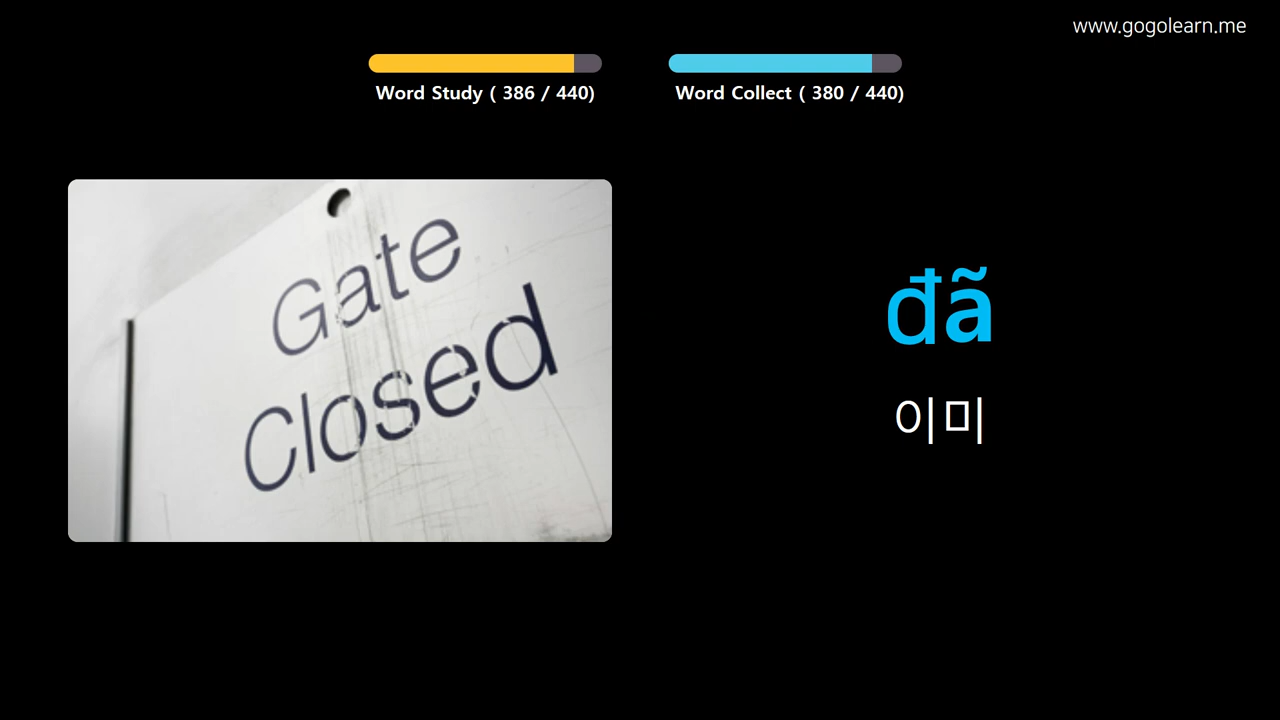 www.gogolearn.me
Word Study ( 386 / 440)
Word Collect ( 380 / 440)
Gate
Closed
đã
이미